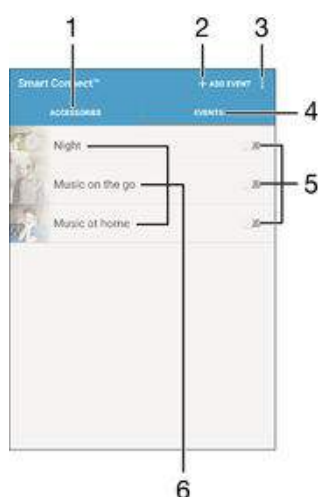 1 2 3
Smart Connect™ + ADD EVENT
ACCESSORIES EVENTS 4
Night
Music on the go 5
Music at home
6